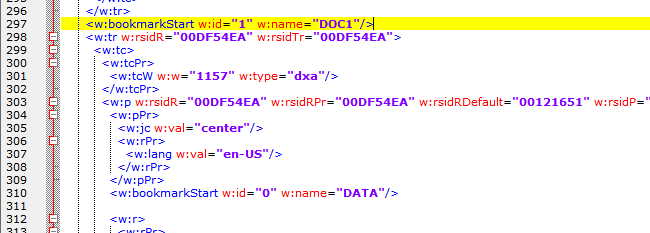 296 </w:tr>
297 <w:bookmarkStart w:id="1" w:name="DOC1"/>
298 <w:tr w:rsidR="00DF54EA" w:rsidTr="00DF54EA">
299 <w:tc>
300 <w:tcPr>
301 <w:tcW w:w="1157" w:type="dxa"/>
302 </w:tcPr>
303 <w:p w:rsidR="00DF54EA" w:rsidRPr="00DF54EA" w:rsidRDefault="00121651" w:rsidP="
304 <w:pPr>
305 <w:jc w:val="center"/>
306 <w:rPr>
307 <w:lang w:val="en-US"/>
308 </w:rPr>
309 </w:pPr>
310 <w:bookmarkStart w:id="0" w:name="DATA"/>
311
312 <w:r>
313 <w:rPr>